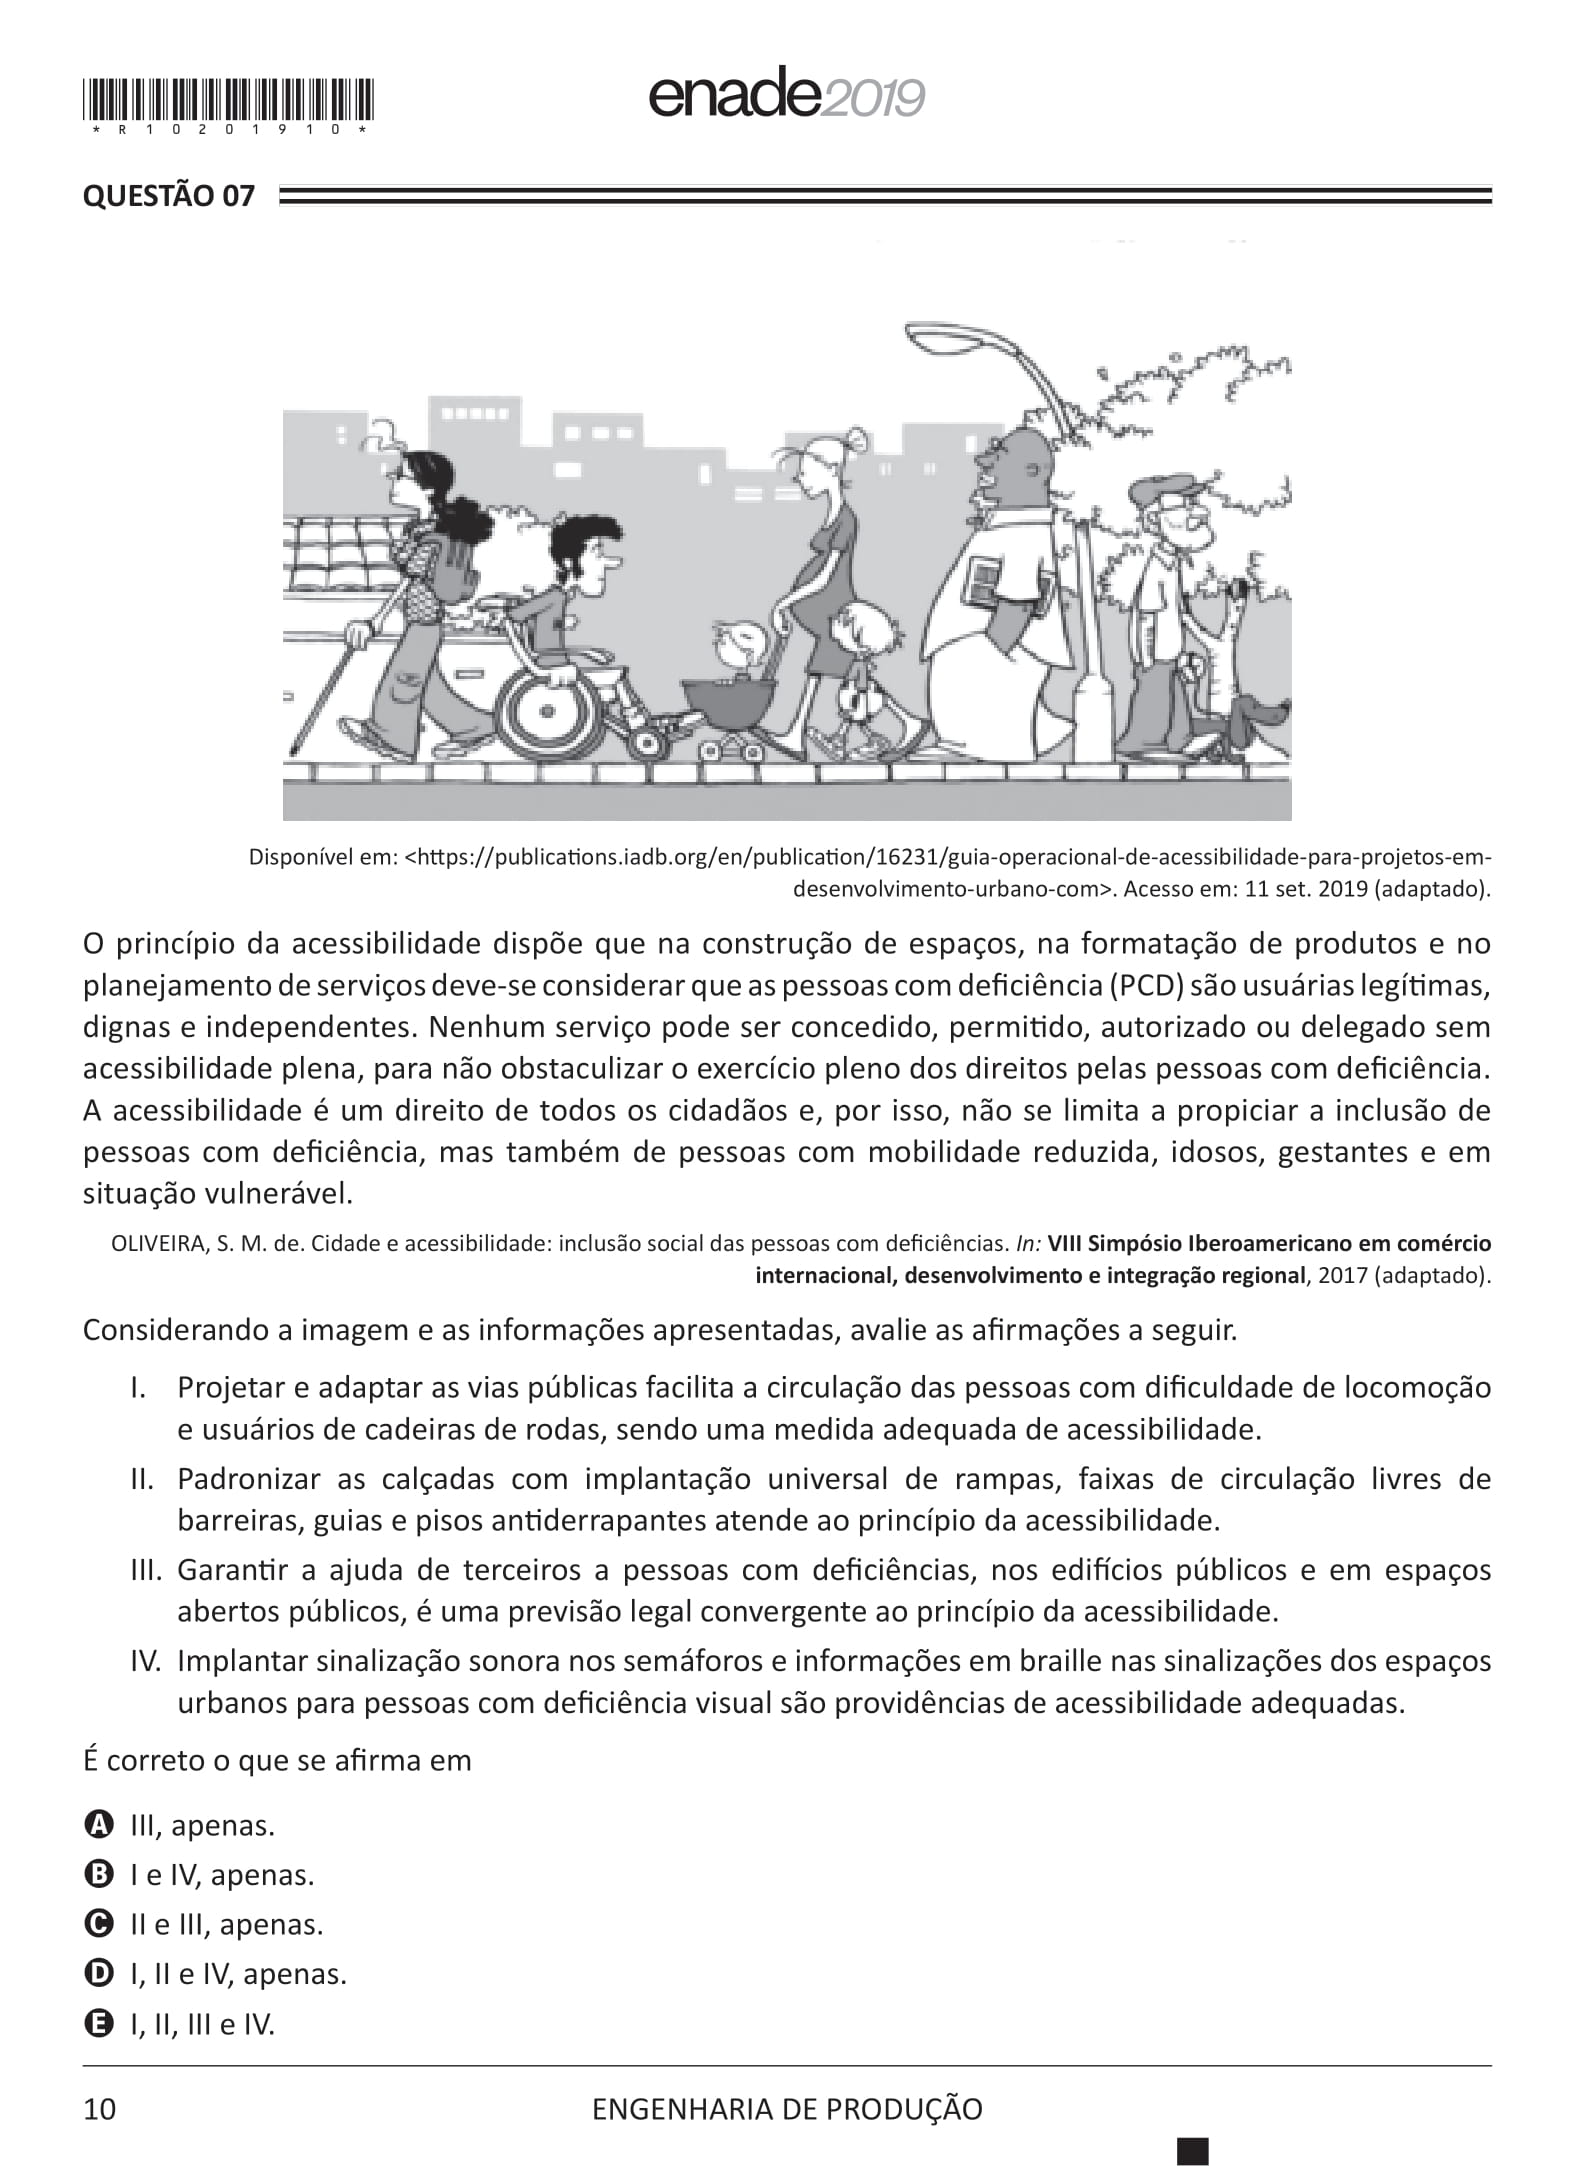 *R10201910*
enade2019
QUESTÃO 07
Disponível em: <https://publications.iadb.org/en/publication/16231/guia-operacional-de-acessibilidade-para-projetos-em-
desenvolvimento-urbano-com>. Acesso em: 11 set. 2019 (adaptado).
O princípio da acessibilidade dispõe que na construção de espaços, na formatação de produtos e no
planejamento de serviços deve-se considerar que as pessoas com deficiência (PCD) são usuárias legítimas,
dignas e independentes. Nenhum serviço pode ser concedido, permitido, autorizado ou delegado sem
acessibilidade plena, para não obstaculizar o exercício pleno dos direitos pelas pessoas com deficiência.
A acessibilidade é um direito de todos os cidadãos e, por isso, não se limita a propiciar a inclusão de
pessoas com deficiência, mas também de pessoas com mobilidade reduzida, idosos, gestantes e em
situação vulnerável.
OLIVEIRA, S. M. de. Cidade e acessibilidade: inclusão social das pessoas com deficiências. In: VIII Simpósio Iberoamericano em comércio
internacional, desenvolvimento e integração regional, 2017 (adaptado).
Considerando a imagem e as informações apresentadas, avalie as afirmações a seguir.
I. Projetar e adaptar as vias públicas facilita a circulação das pessoas com dificuldade de locomoção
e usuários de cadeiras de rodas, sendo uma medida adequada de acessibilidade.
II. Padronizar as calçadas com implantação universal de rampas, faixas de circulação livres de
barreiras, guias e pisos antiderrapantes atende ao princípio da acessibilidade.
III. Garantir a ajuda de terceiros a pessoas com deficiências, nos edifícios públicos e em espaços
abertos públicos, é uma previsão legal convergente ao princípio da acessibilidade.
IV. Implantar sinalização sonora nos semáforos e informações em braille nas sinalizações dos espaços
urbanos para pessoas com deficiência visual são providências de acessibilidade adequadas.
É correto o que se afirma em
A III, apenas.
B I e IV, apenas.
C II e III, apenas.
D I, II e IV, apenas.
E I, II, III e IV.
10
ENGENHARIA DE PRODUÇÃO